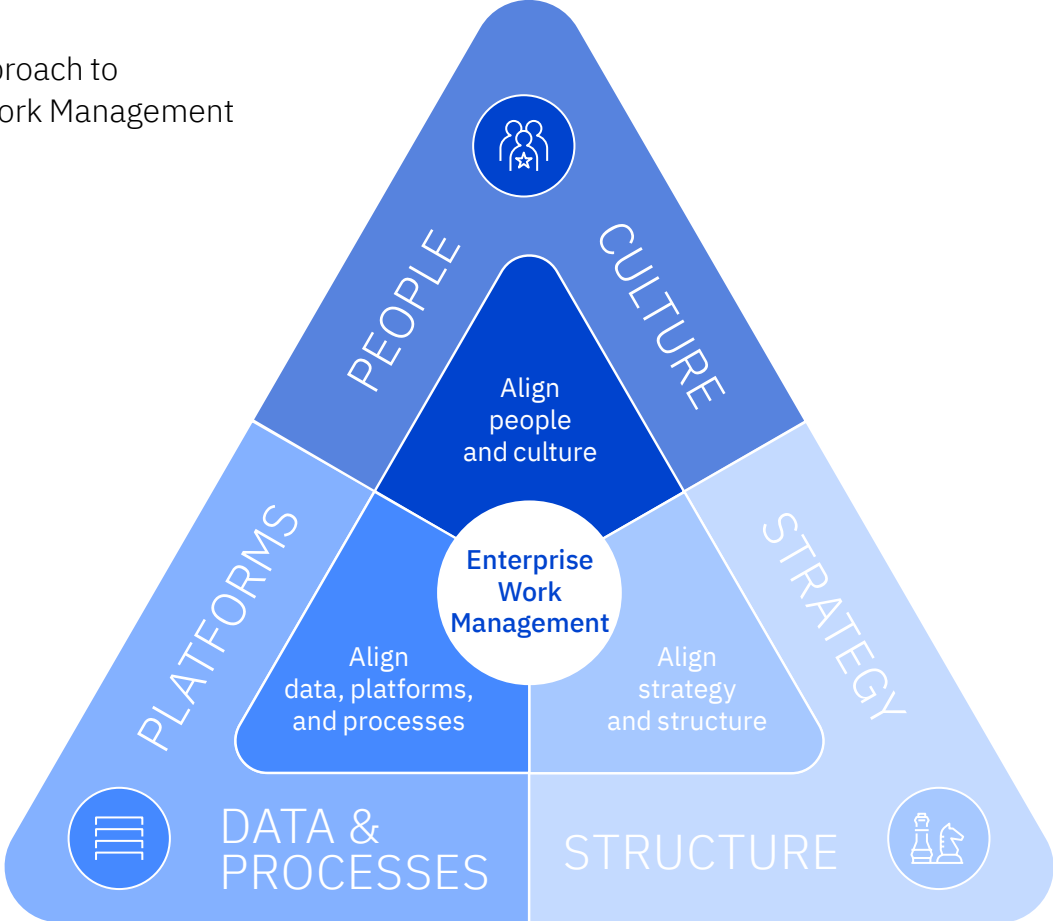 roach to
ork Management
PEOPLE
CULTURE
Align
people
and culture
Enterprise
Work
Management
PLATFORMS
STRATEGY
Align
data, platforms,
and processes
Align
strategy
and structure
DATA &
PROCESSES
STRUCTURE